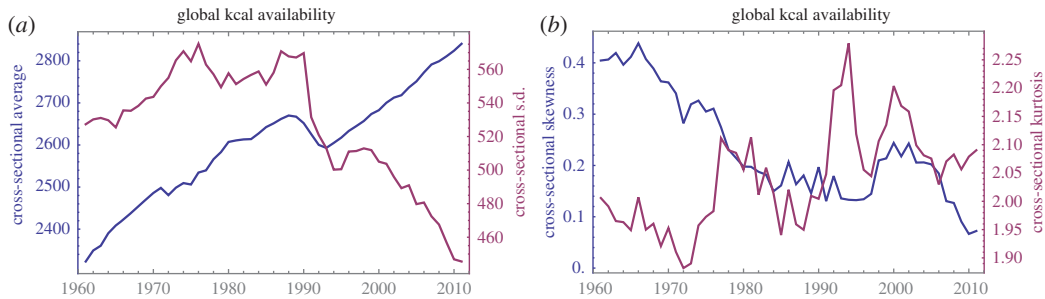 (a)
global kcal availability
cross-sectional average
2800
2700
2600
2500
2400
560
540
520
500
480
460
cross-sectional s.d.
1960 1970 1980 1990 2000 2010
(b)
global kcal availability
cross-sectional skewness
0.4
0.3
0.2
0.1
0.
2.25
2.20
2.15
2.10
2.05
2.00
1.95
1.90
cross-sectional kurtosis
1960 1970 1980 1990 2000 2010